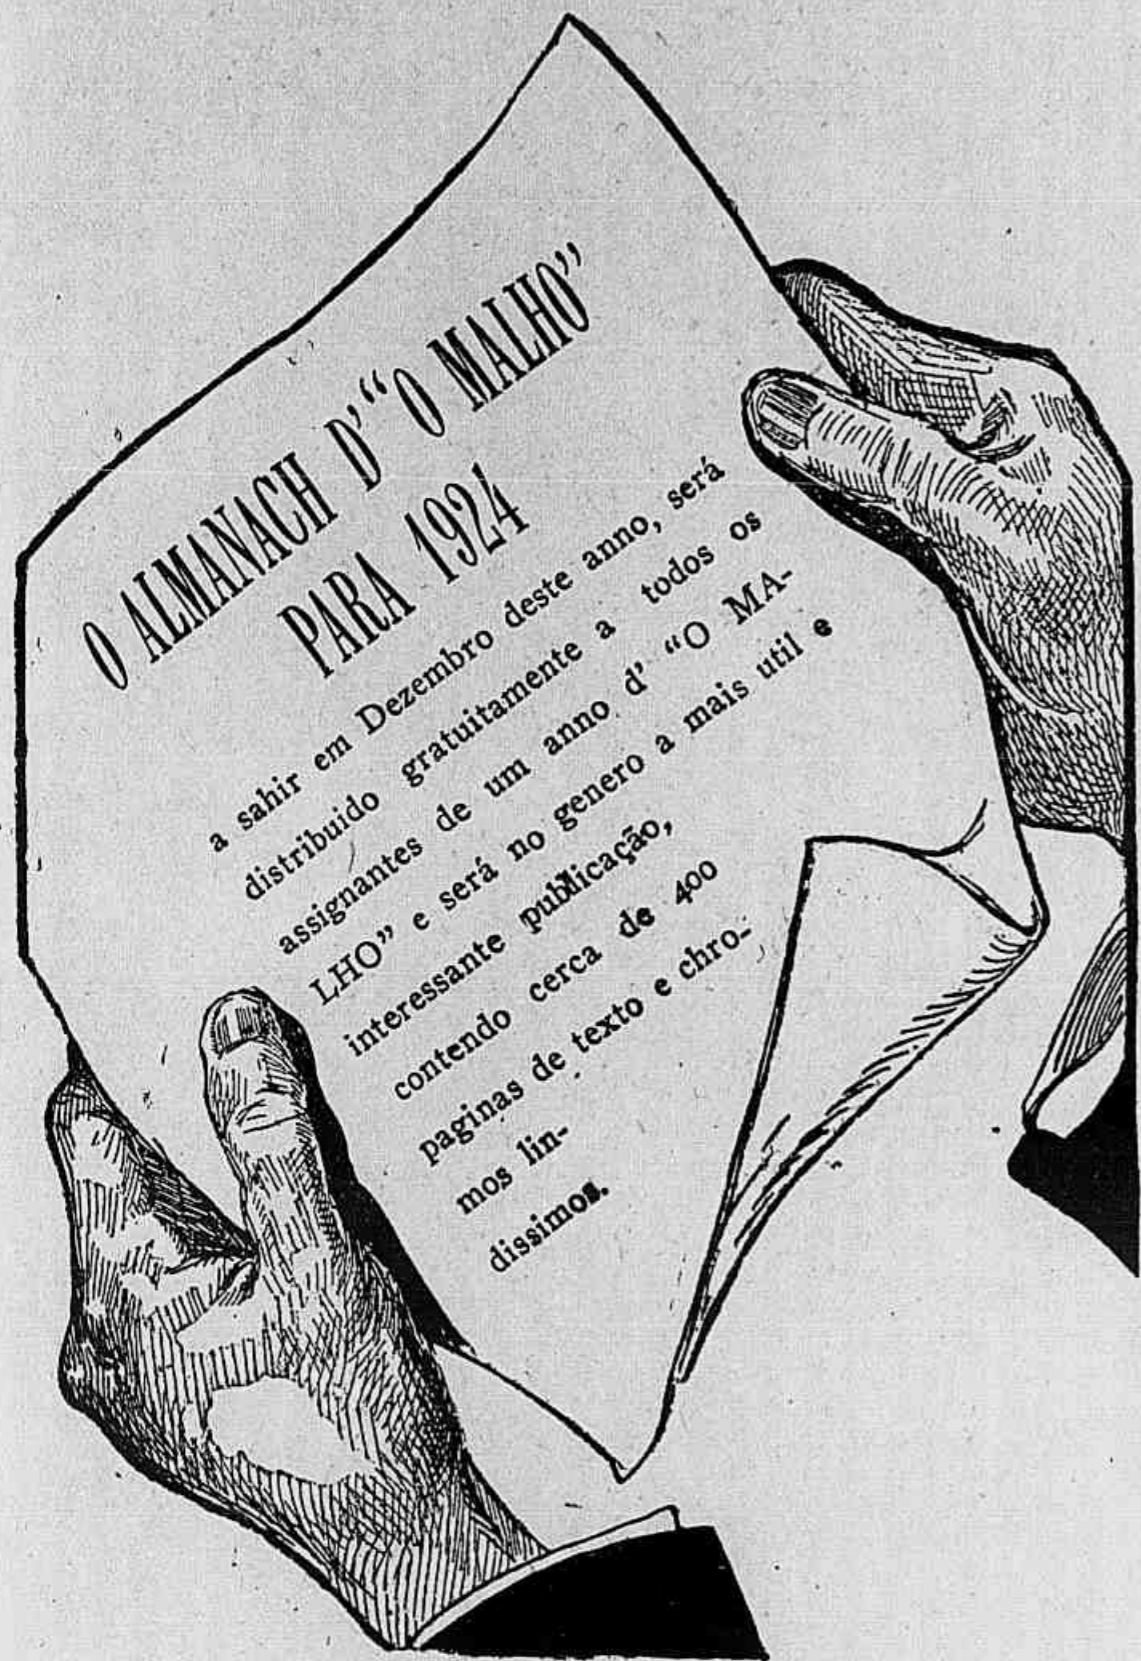 O ALMANACH D' "O MALHO"
PARA 1924
a sahir em Dezembro deste anno, será
distribuido gratuitamente a todos os
assignantes de um anno d' "O MA-
LHO" e será no genero a mais util e
interessante publicação,
contendo cerca de 400
paginas de texto e chro-
mos lin-
dissimos.